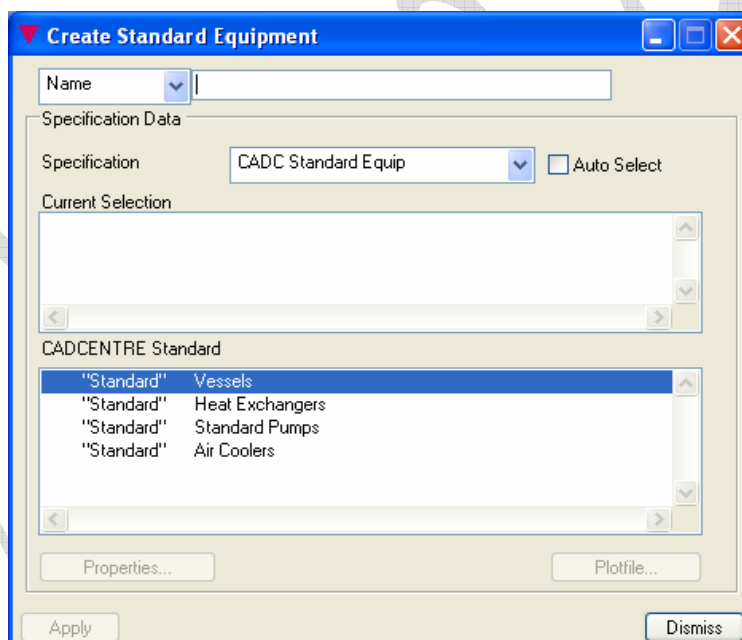 Create Standard Equipment
Name
Specification Data
Specification CADC Standard Equip Auto Select
Current Selection
CADCENTRE Standard
"Standard" Vessels
"Standard" Heat Exchangers
"Standard" Standard Pumps
"Standard" Air Coolers
Properties... Plotfile...
Apply Dismiss